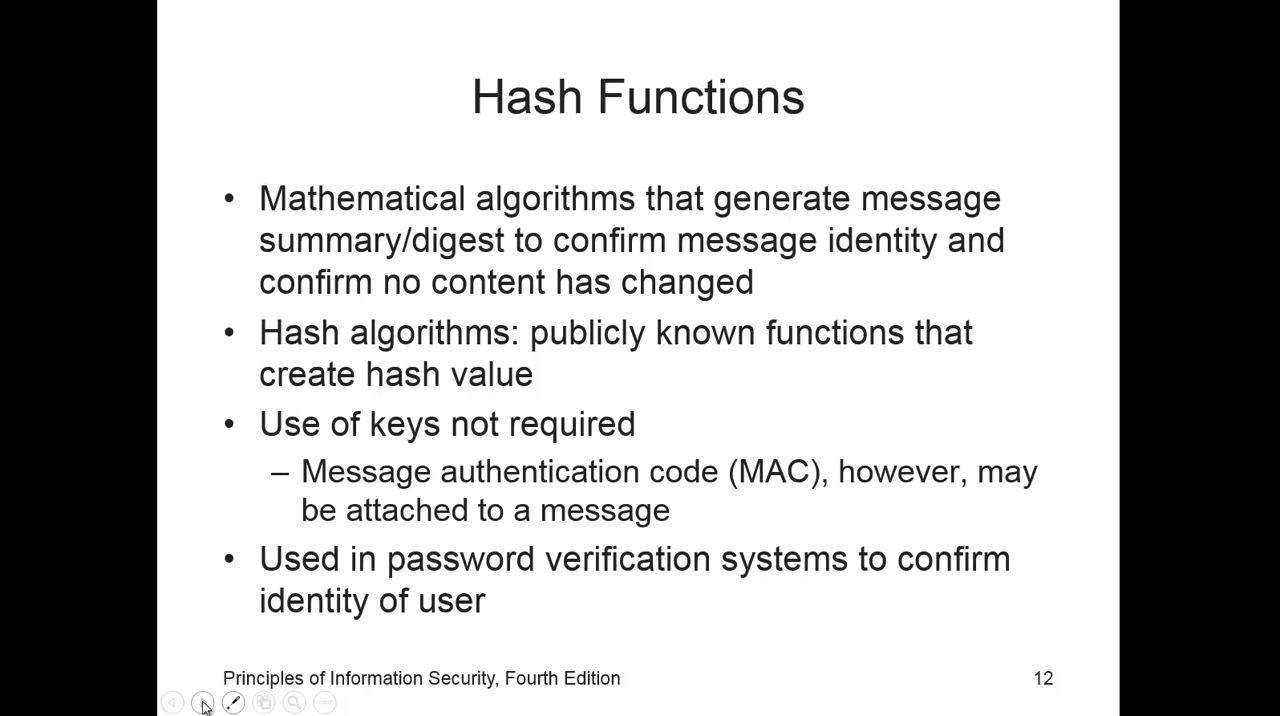 Hash Functions
• Mathematical algorithms that generate message
summary/digest to confirm message identity and
confirm no content has changed
• Hash algorithms: publicly known functions that
create hash value
• Use of keys not required
– Message authentication code (MAC), however, may
be attached to a message
• Used in password verification systems to confirm
identity of user
Principles of Information Security, Fourth Edition
12